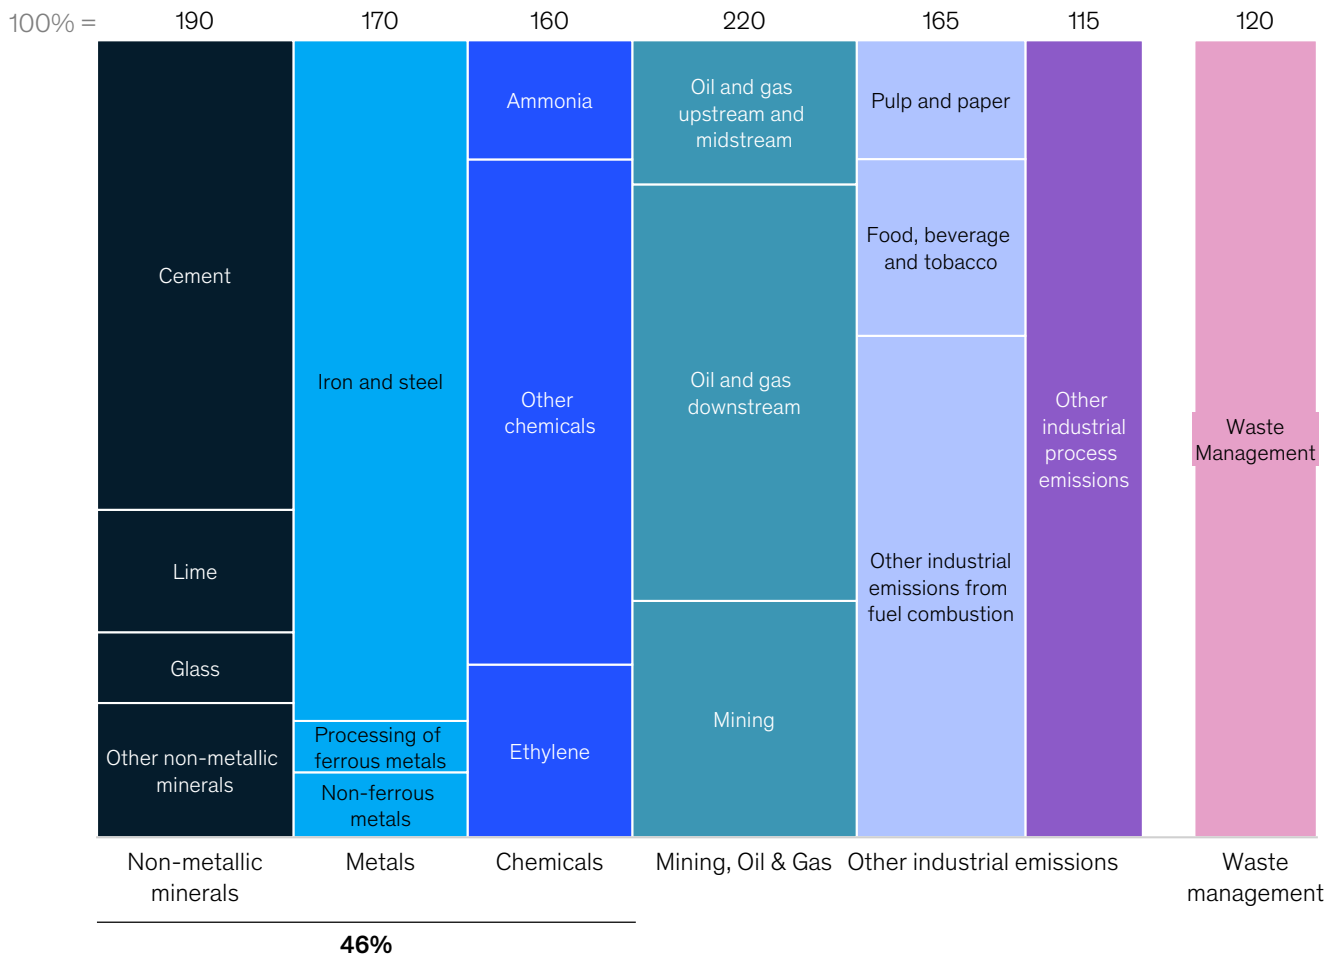 100% =
190
170
160
220
165
115
120
Cement
Lime
Glass
Other non-metallic
minerals
Iron and steel
Processing of
ferrous metals
Non-ferrous
metals
Ammonia
Other
chemicals
Ethylene
Oil and gas
upstream and
midstream
Oil and gas
downstream
Mining
Pulp and paper
Food, beverage
and tobacco
Other industrial
emissions from
fuel combustion
Other
industrial
process
emissions
Waste
Management
Non-metallic
minerals
Metals
Chemicals
Mining, Oil & Gas
Other industrial emissions
Waste
management
46%